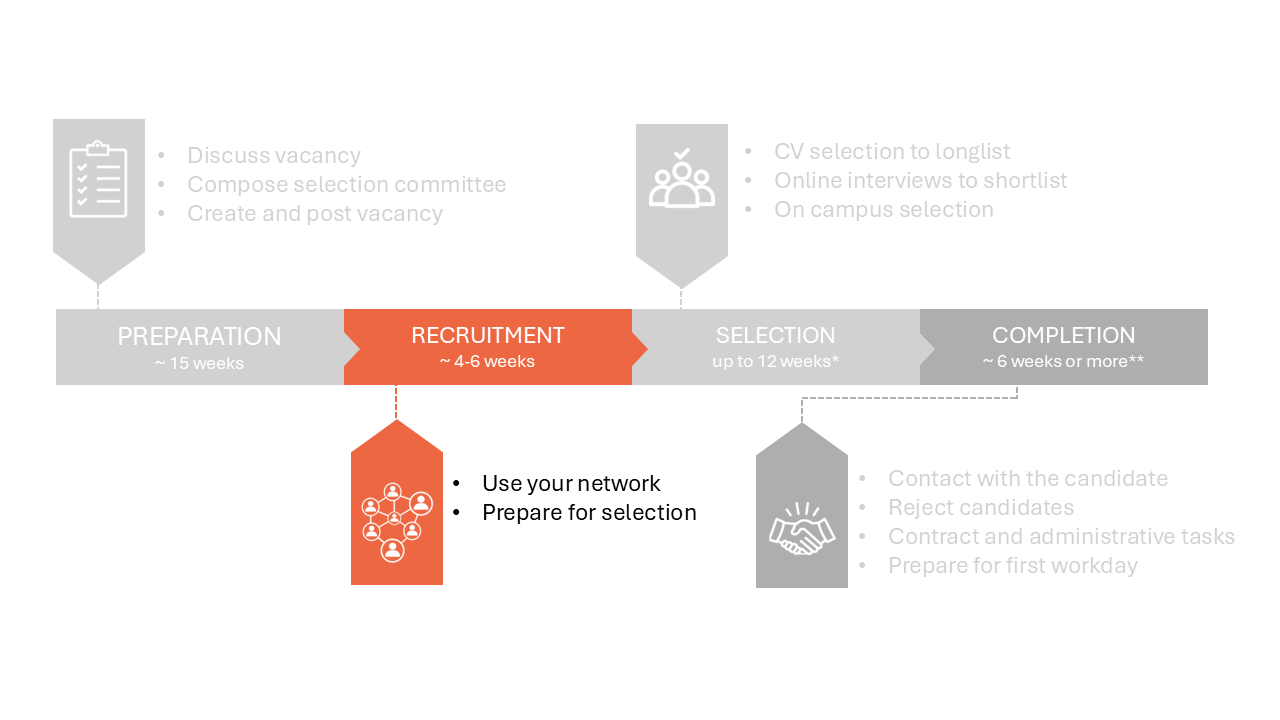 • Discuss vacancy
• Compose selection committee
• Create and post vacancy
• CV selection to longlist
• Online interviews to shortlist
• On campus selection
PREPARATION
~ 15 weeks
RECRUITMENT
~ 4-6 weeks
SELECTION
up to 12 weeks*
COMPLETION
~ 6 weeks or more**
• Use your network
• Prepare for selection
• Contact with the candidate
• Reject candidates
• Contract and administrative tasks
• Prepare for first workday